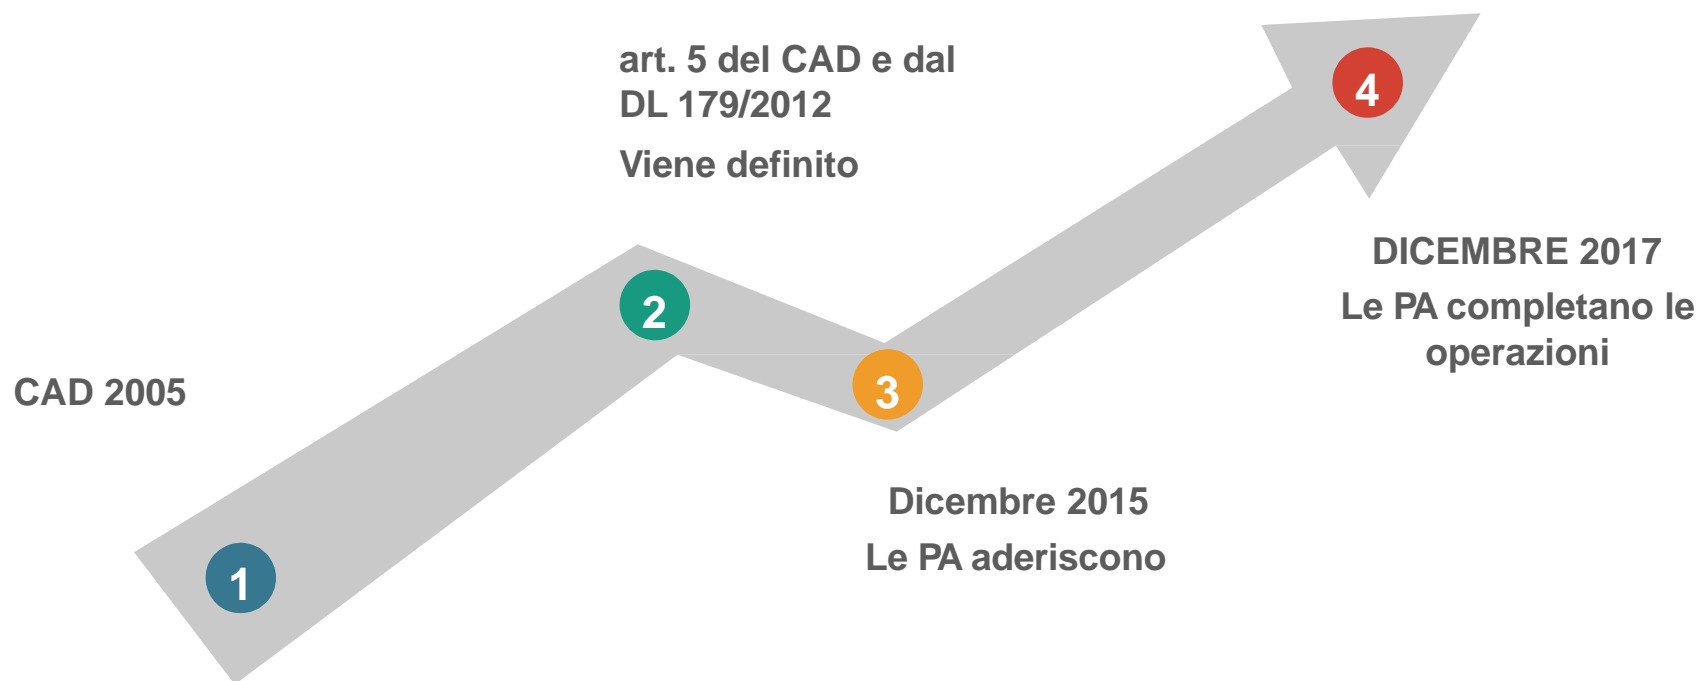 art. 5 del CAD e dal
DL 179/2012
Viene definito
4
DICEMBRE 2017
Le PA completano le
operazioni
2
3
CAD 2005
Dicembre 2015
Le PA aderiscono
1